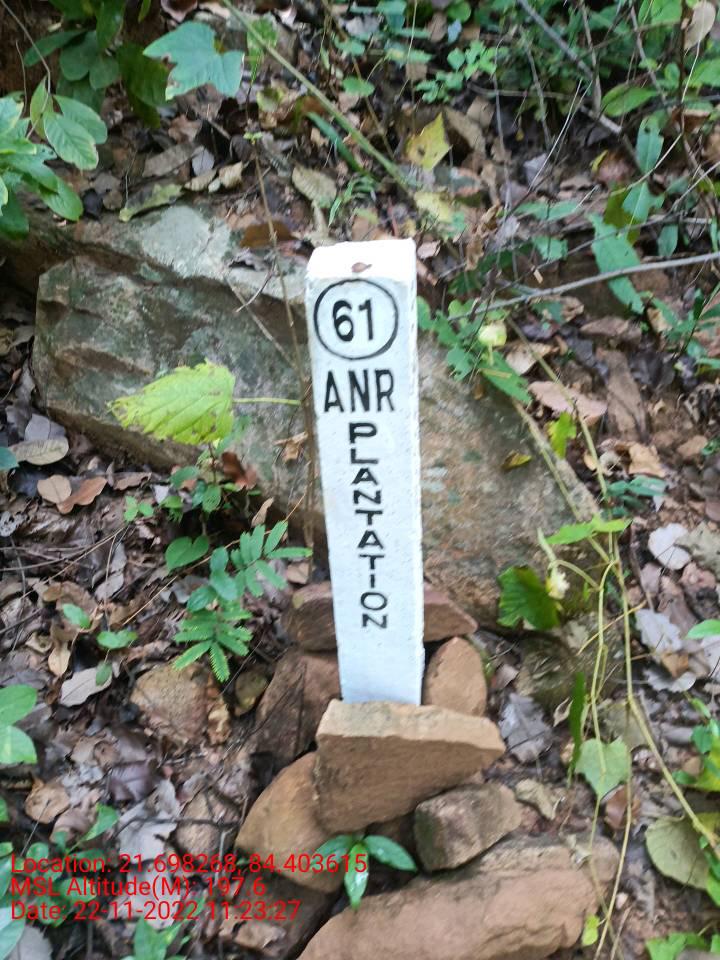 61
ANR
PLANTATION
Location: 21.698268, 84.403615
MSL Altitude(M): 197.6
Date: 22-11-2022 11:23:27